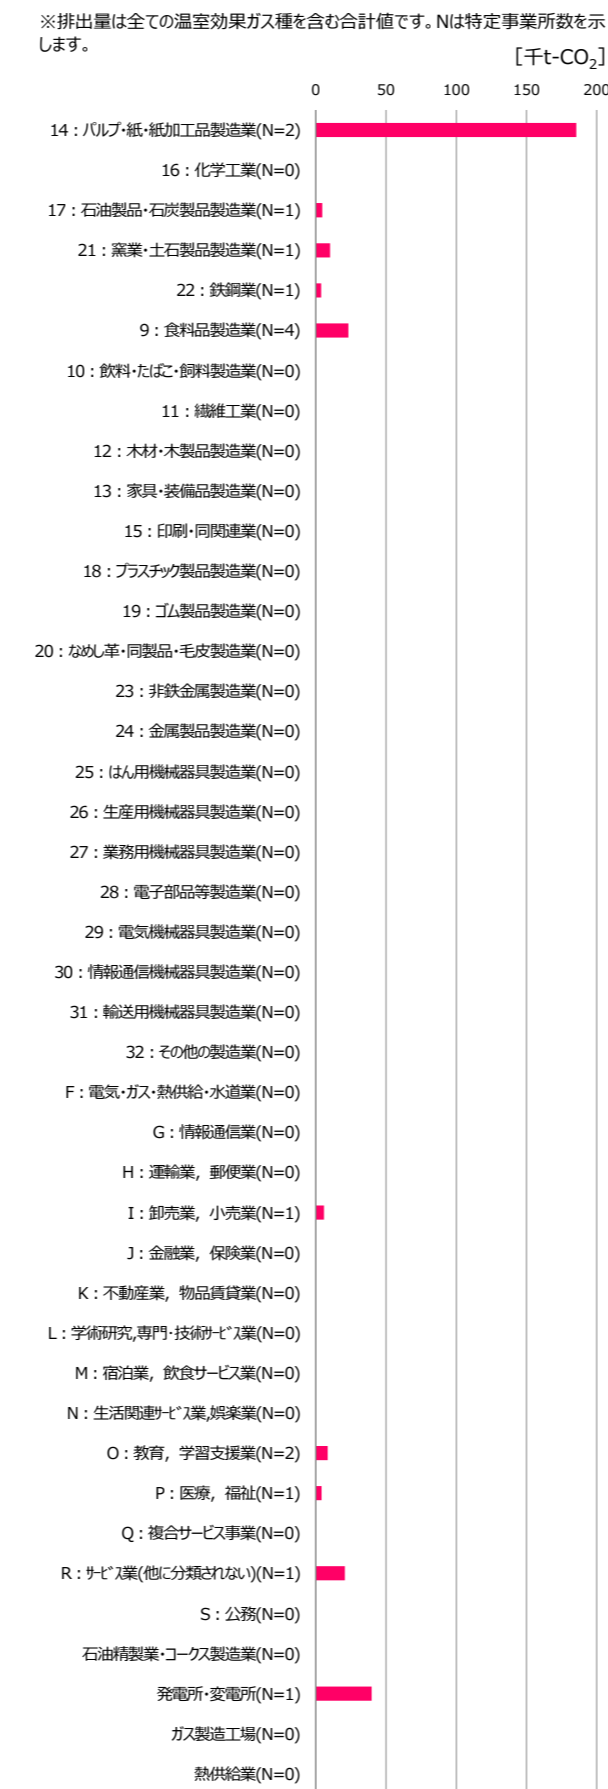 ※排出量は全ての温室効果ガス種を含む合計値です。Nは特定事業所数を示
します。
[千t-CO₂]
0 50 100 150 200
14：パルプ・紙・紙加工品製造業(N=2)
16：化学工業(N=0)
17：石油製品・石炭製品製造業(N=1)
21：窯業・土石製品製造業(N=1)
22：鉄鋼業(N=1)
9：食料品製造業(N=4)
10：飲料・たばこ・飼料製造業(N=0)
11：繊維工業(N=0)
12：木材・木製品製造業(N=0)
13：家具・装備品製造業(N=0)
15：印刷・同関連業(N=0)
18：プラスチック製品製造業(N=0)
19：ゴム製品製造業(N=0)
20：なめし革・同製品・毛皮製造業(N=0)
23：非鉄金属製造業(N=0)
24：金属製品製造業(N=0)
25：はん用機械器具製造業(N=0)
26：生産用機械器具製造業(N=0)
27：業務用機械器具製造業(N=0)
28：電子部品等製造業(N=0)
29：電気機械器具製造業(N=0)
30：情報通信機械器具製造業(N=0)
31：輸送用機械器具製造業(N=0)
32：その他の製造業(N=0)
F：電気・ガス・熱供給・水道業(N=0)
G：情報通信業(N=0)
H：運輸業，郵便業(N=0)
I：卸売業，小売業(N=1)
J：金融業，保険業(N=0)
K：不動産業，物品賃貸業(N=0)
L：学術研究,専門・技術ｻｰﾋﾞｽ業(N=0)
M：宿泊業，飲食サービス業(N=0)
N：生活関連ｻｰﾋﾞｽ業,娯楽業(N=0)
O：教育，学習支援業(N=2)
P：医療，福祉(N=1)
Q：複合サービス事業(N=0)
R：ｻｰﾋﾞｽ業(他に分類されない)(N=1)
S：公務(N=0)
石油精製業・コークス製造業(N=0)
発電所・変電所(N=1)
ガス製造工場(N=0)
熱供給業(N=0)